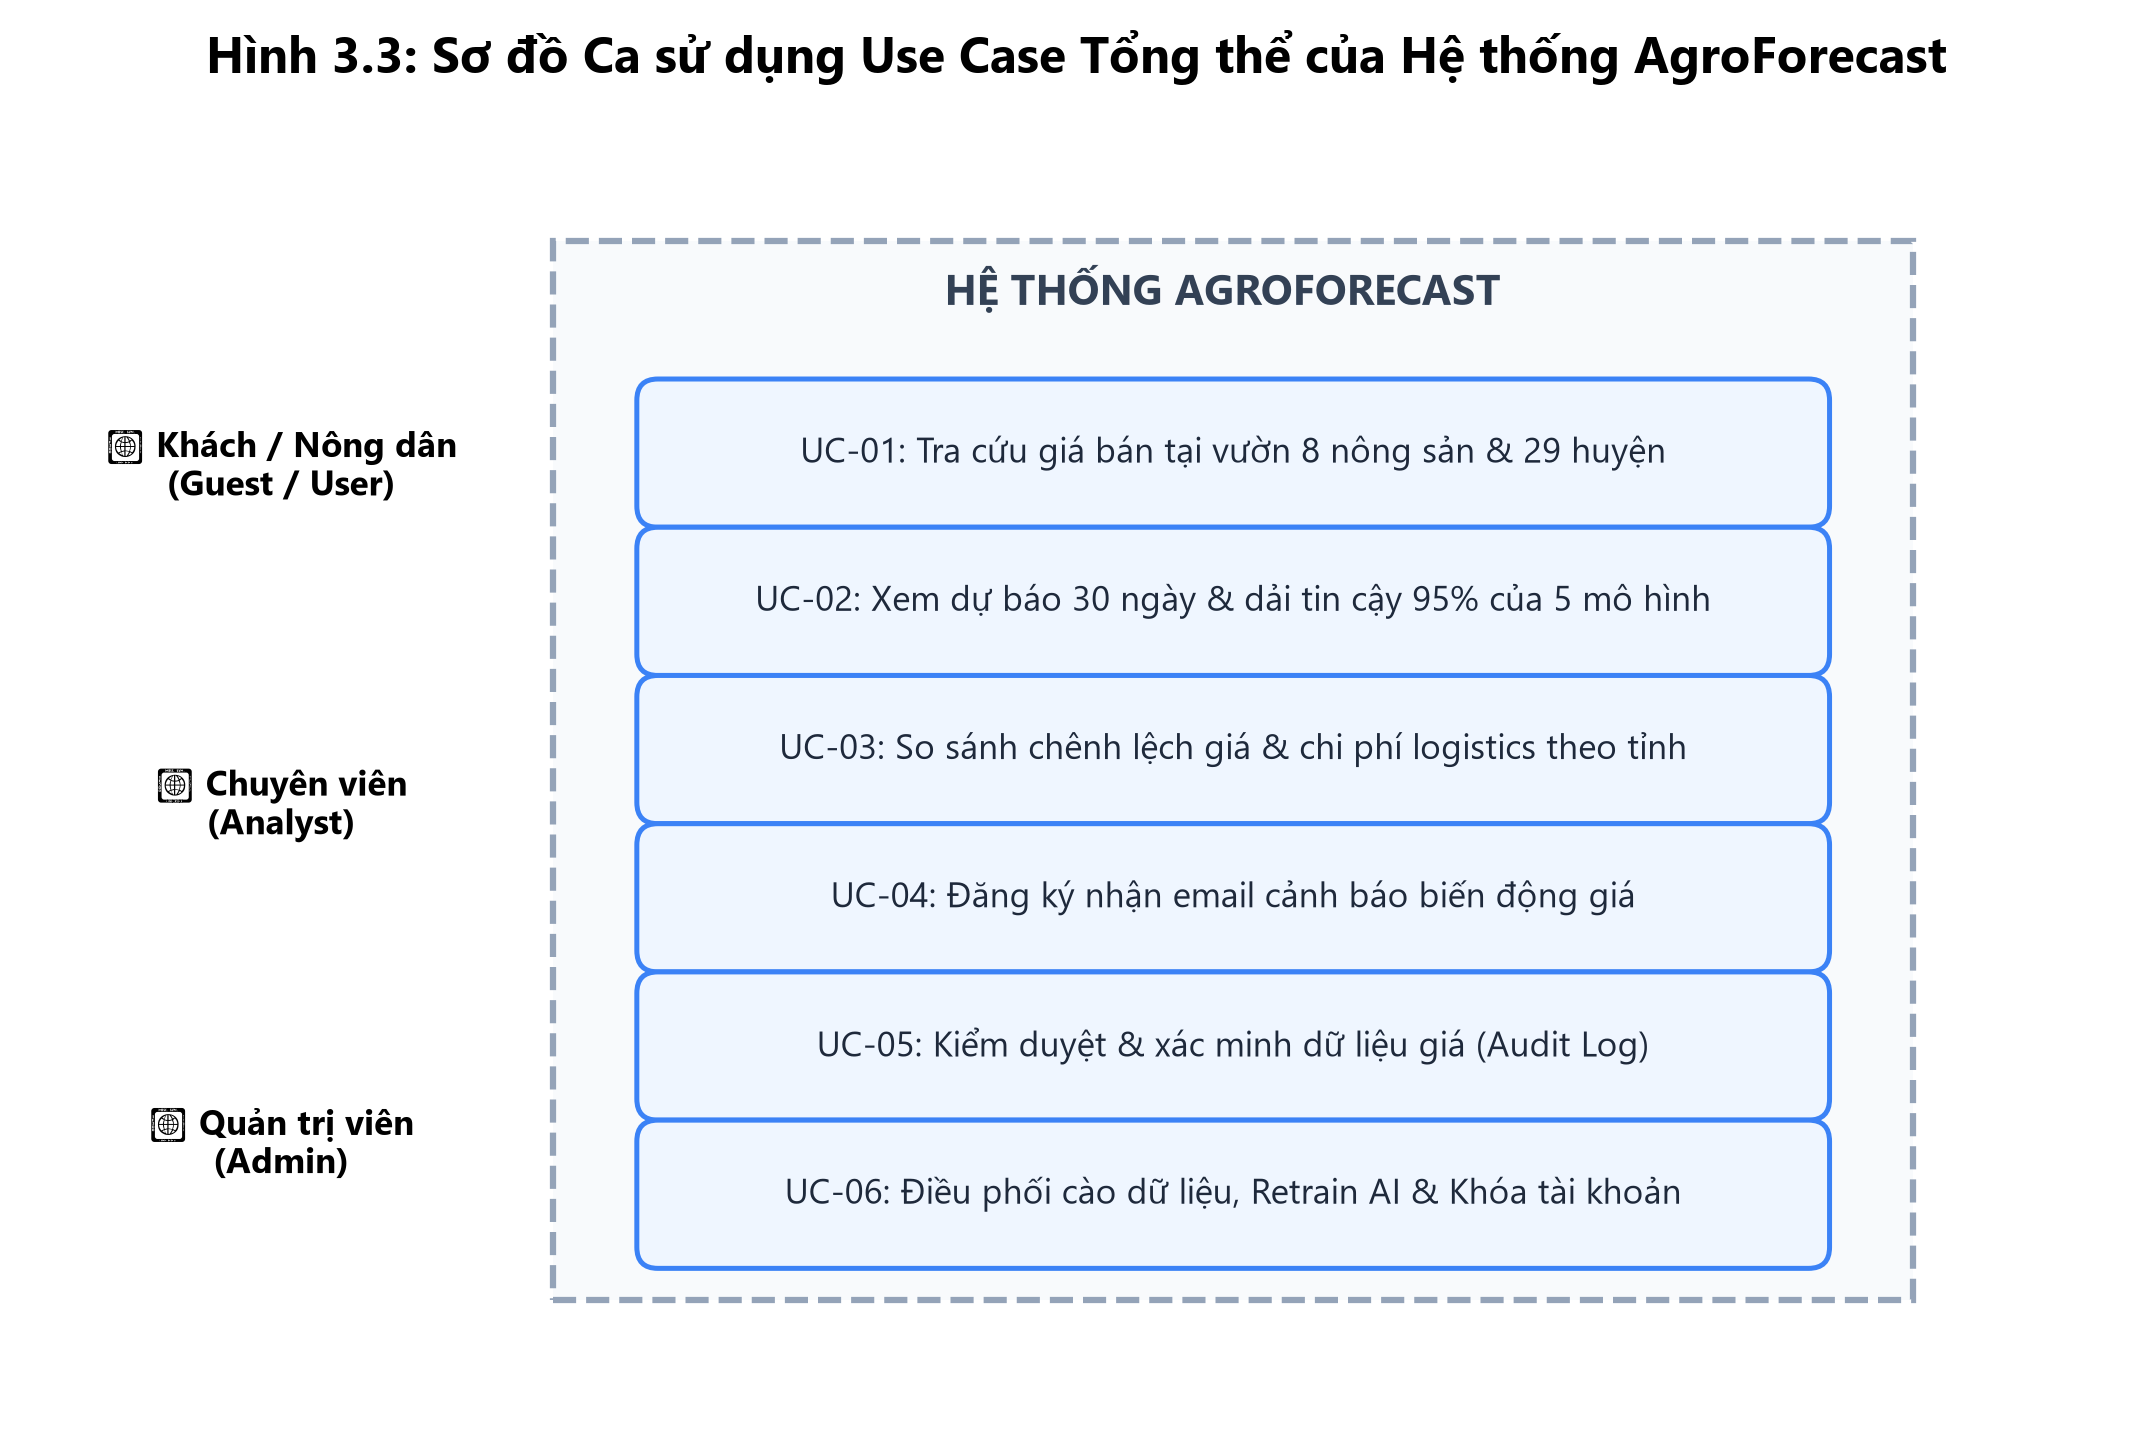 Hình 3.3: Sơ đồ Ca sử dụng Use Case Tổng thể của Hệ thống AgroForecast
HỆ THỐNG AGROFORECAST
Khách / Nông dân
(Guest / User)
Chuyên viên
(Analyst)
Quản trị viên
(Admin)
UC-01: Tra cứu giá bán tại vườn 8 nông sản & 29 huyện
UC-02: Xem dự báo 30 ngày & dải tin cậy 95% của 5 mô hình
UC-03: So sánh chênh lệch giá & chi phí logistics theo tỉnh
UC-04: Đăng ký nhận email cảnh báo biến động giá
UC-05: Kiểm duyệt & xác minh dữ liệu giá (Audit Log)
UC-06: Điều phối cào dữ liệu, Retrain AI & Khóa tài khoản